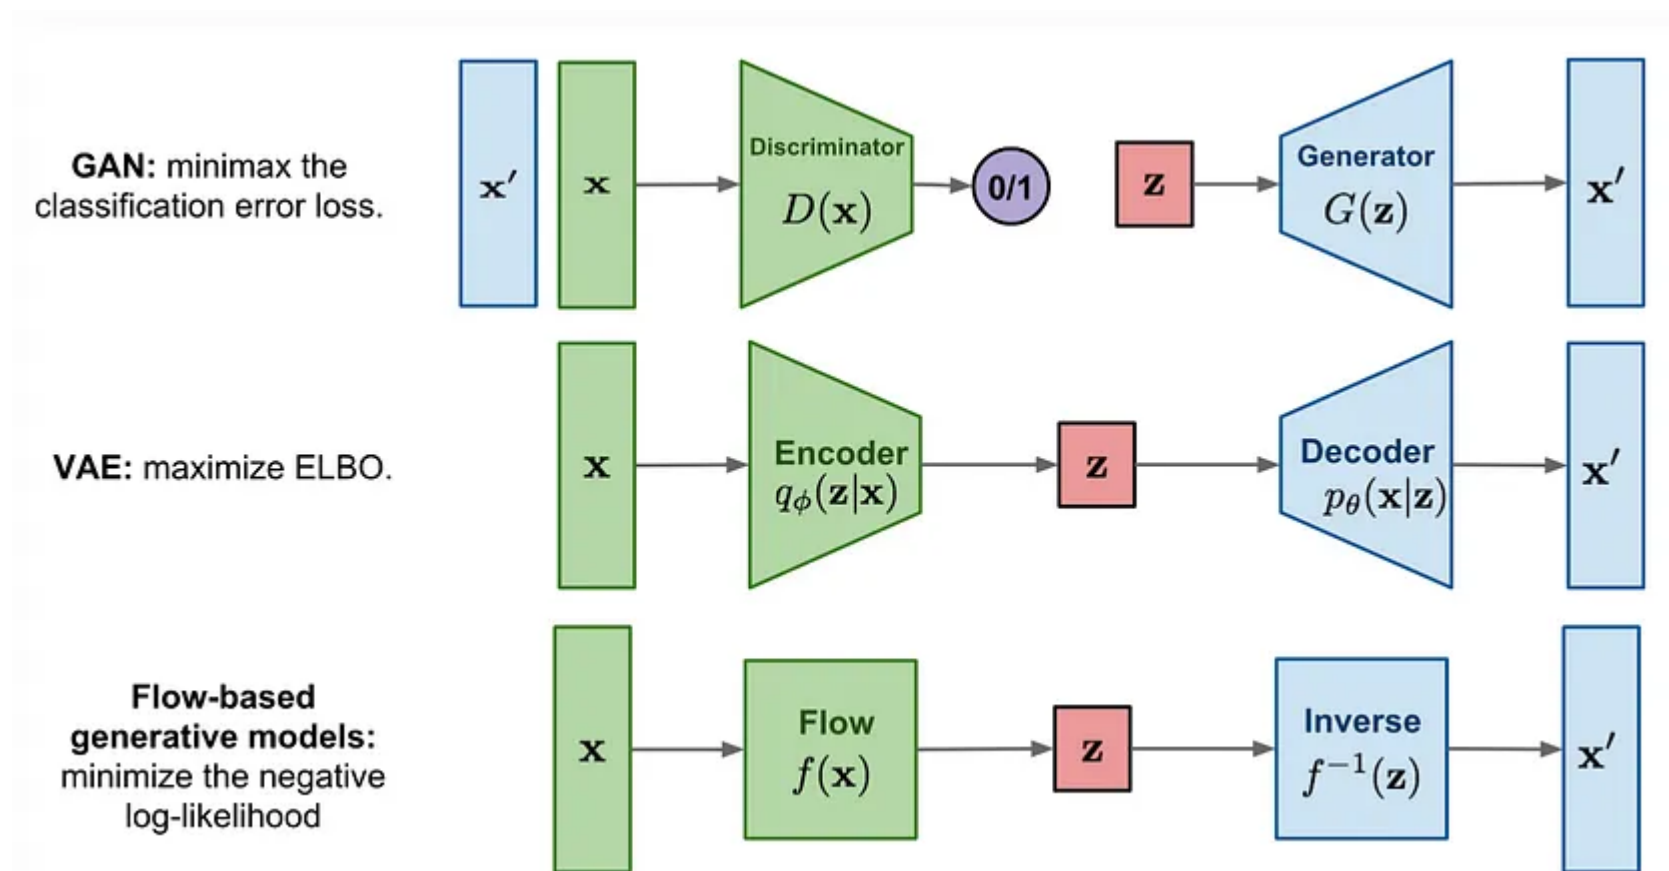 GAN: minimax the
classification error loss.
x′
x
Discriminator
D(x)
0/1
z
Generator
G(z)
x′
VAE: maximize ELBO.
x
Encoder
qϕ(z|x)
z
Decoder
pθ(x|z)
x′
Flow-based
generative models:
minimize the negative
log-likelihood
x
Flow
f(x)
z
Inverse
f⁻¹(z)
x′